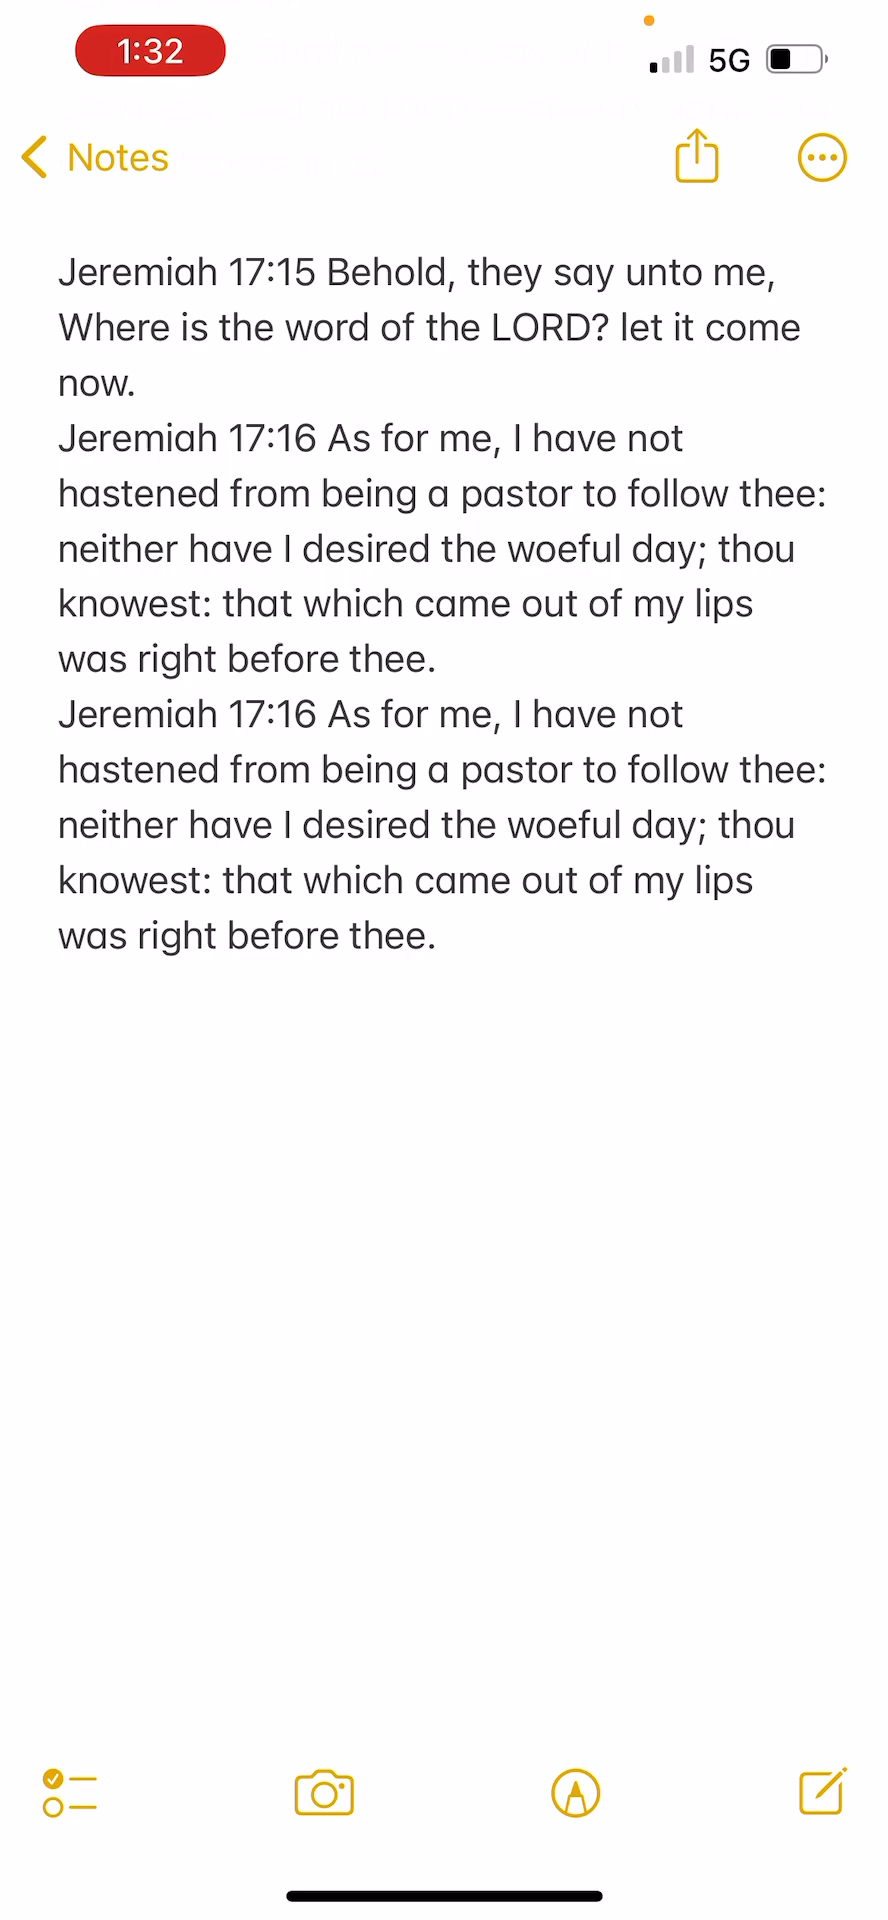 1:32
5G
Notes
Jeremiah 17:15 Behold, they say unto me,
Where is the word of the LORD? let it come
now.
Jeremiah 17:16 As for me, I have not
hastened from being a pastor to follow thee:
neither have I desired the woeful day; thou
knowest: that which came out of my lips
was right before thee.
Jeremiah 17:16 As for me, I have not
hastened from being a pastor to follow thee:
neither have I desired the woeful day; thou
knowest: that which came out of my lips
was right before thee.